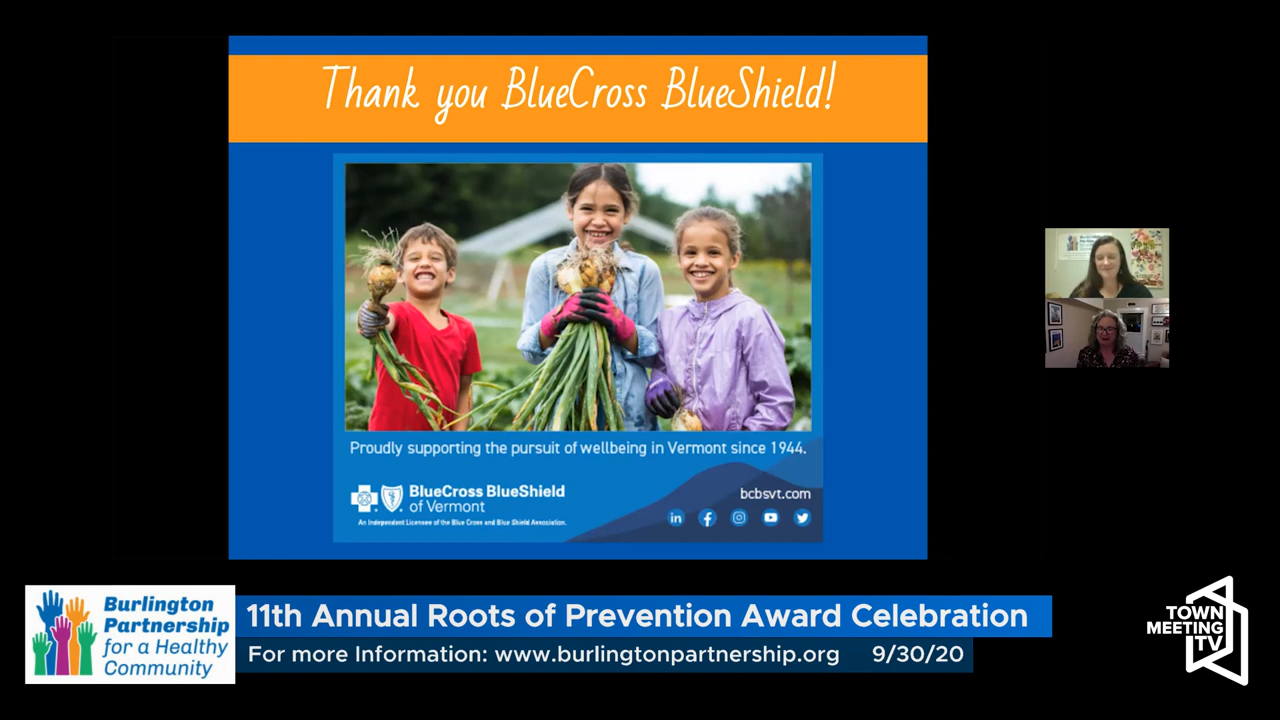 Thank you BlueCross BlueShield!
Proudly supporting the pursuit of wellbeing in Vermont since 1944.
BlueCross BlueShield
of Vermont
An Independent Licensee of the Blue Cross and Blue Shield Association.
bcbsvt.com
in
f
Burlington
Partnership
for a Healthy
Community
11th Annual Roots of Prevention Award Celebration
For more Information: www.burlingtonpartnership.org 9/30/20
TOWN
MEETING
TV